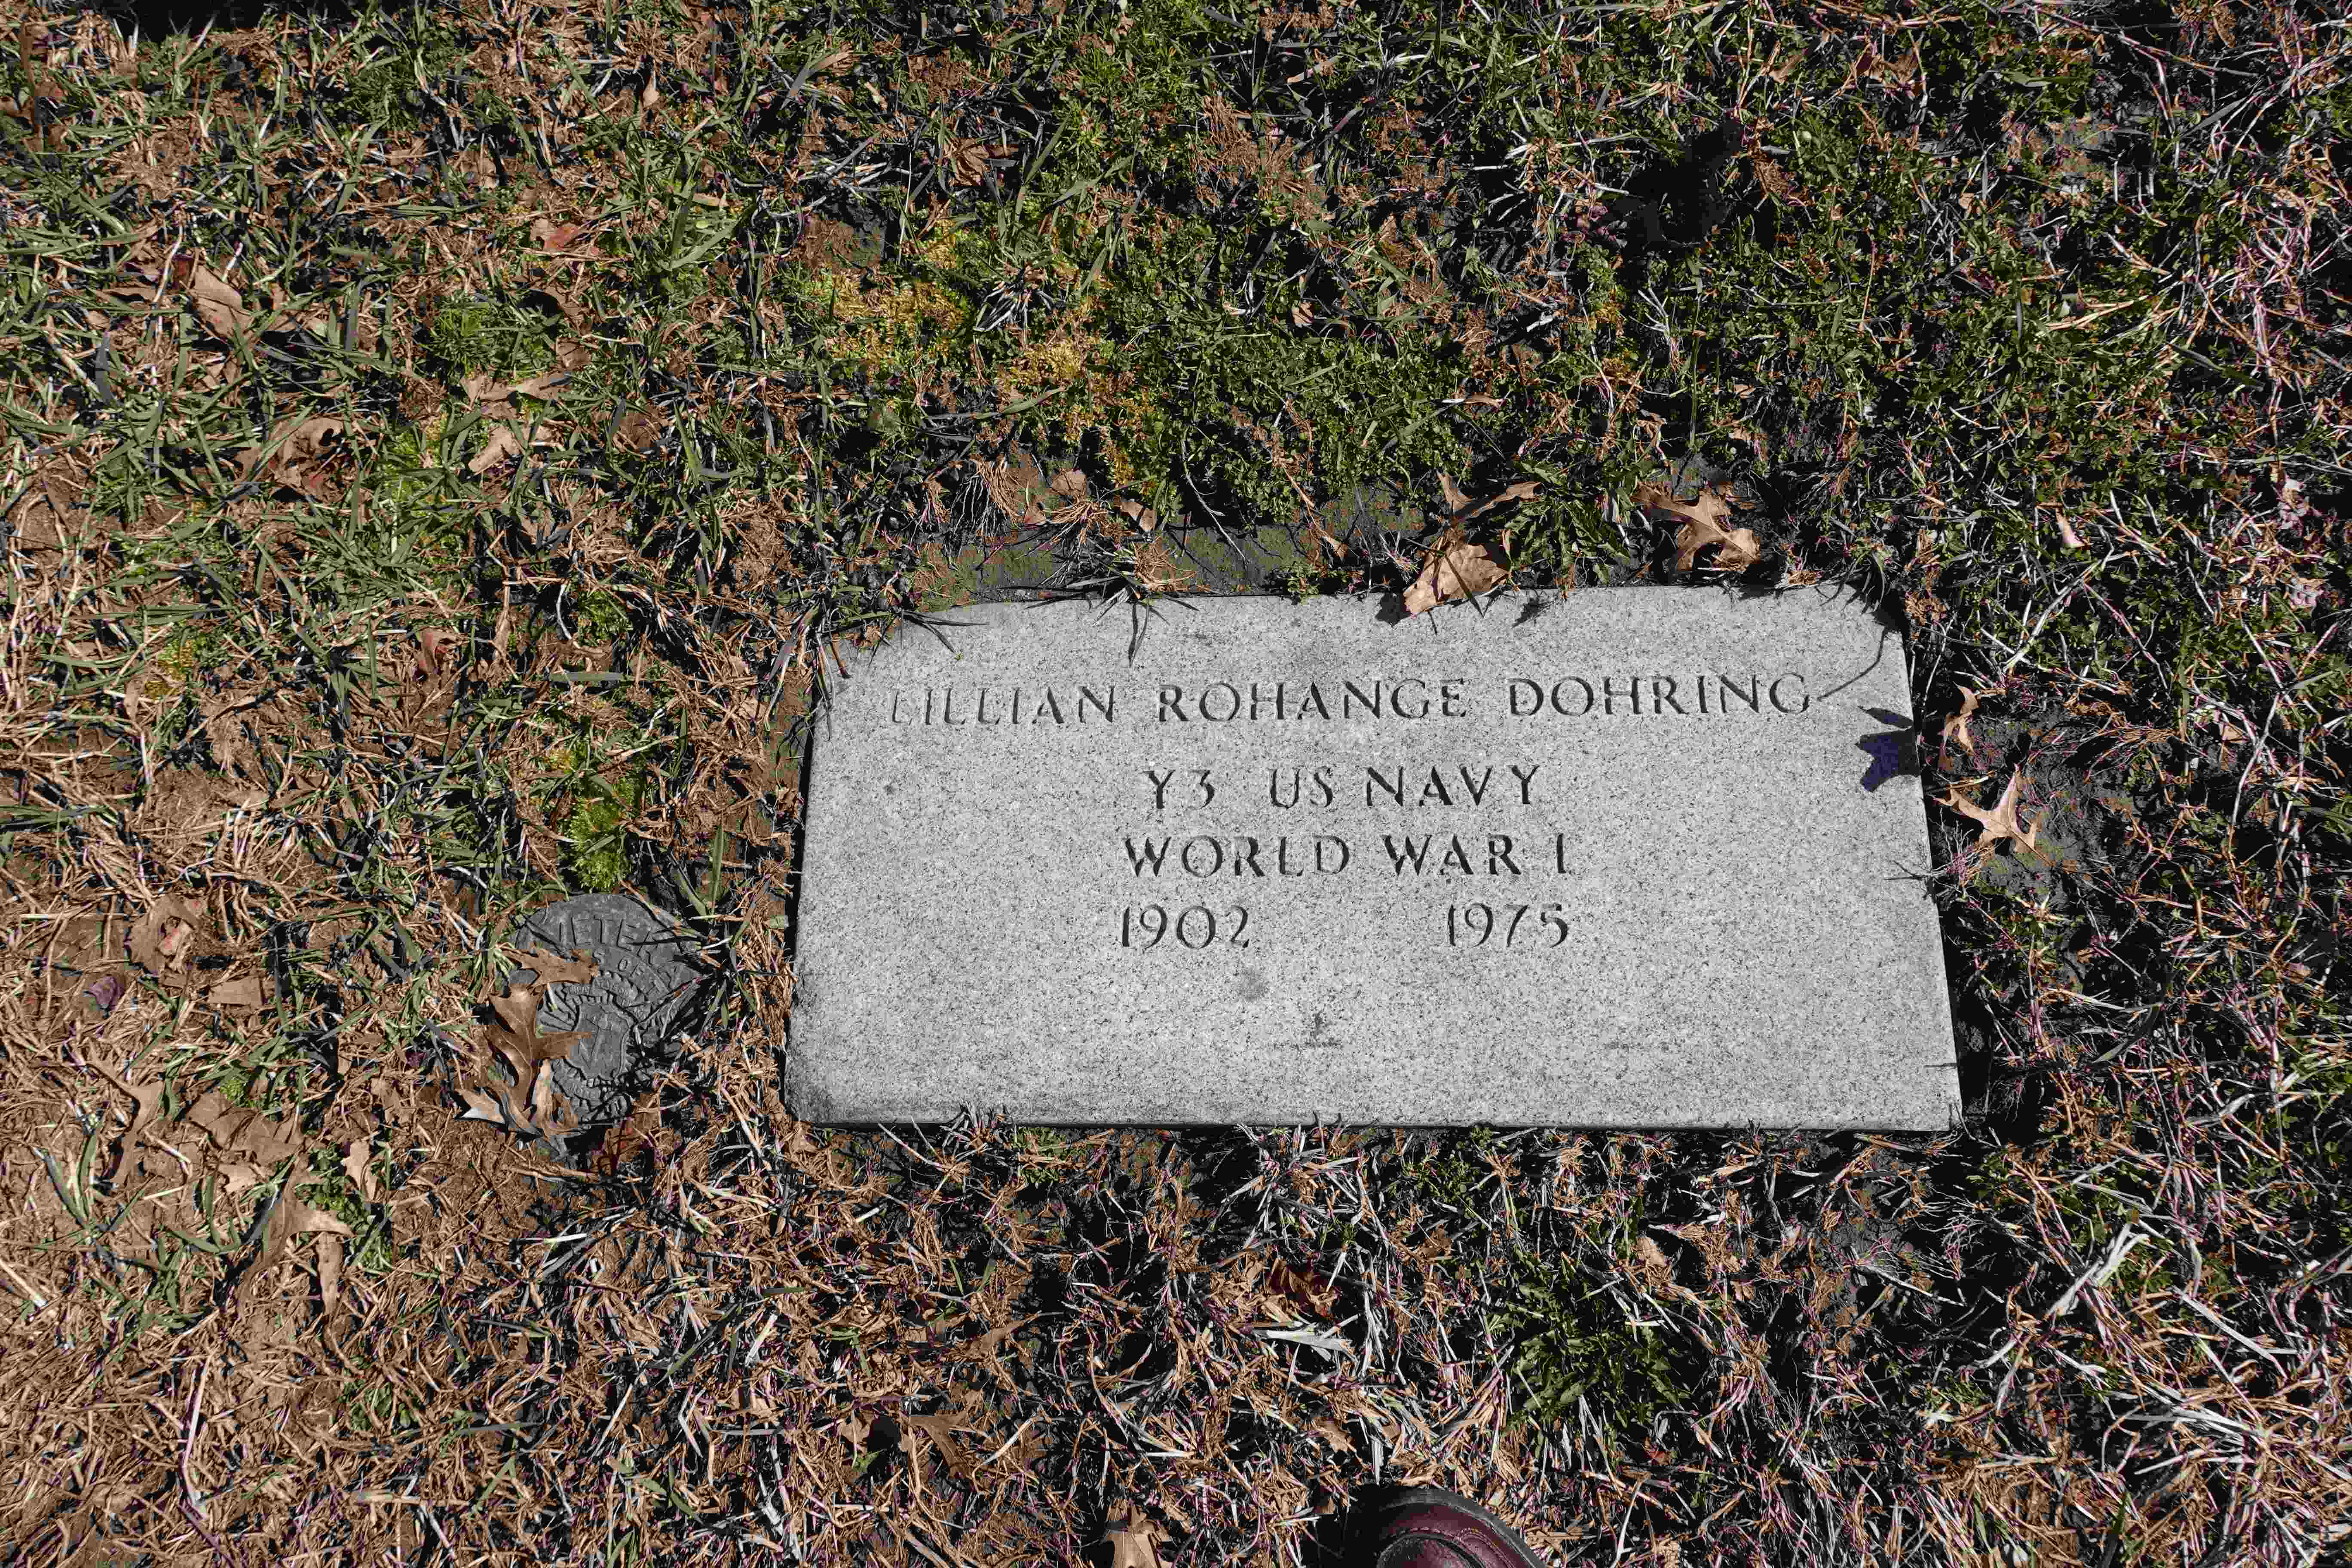 LILLIAN ROHANGE DOHRING
Y3 US NAVY
WORLD WAR I
1902 1975